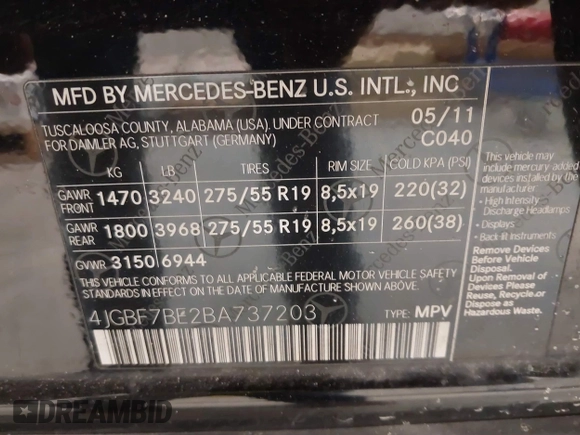 MFD BY MERCEDES-BENZ U.S. INTL., INC
TUSCALOOSA COUNTY, ALABAMA (USA). UNDER CONTRACT 05/11
FOR DAIMLER AG, STUTTGART (GERMANY) C040
KG LB TIRES RIM SIZE COLD KPA (PSI)
GAWR FRONT 1470 3240 275/55 R19 8,5x19 220(32)
GAWR REAR 1800 3968 275/55 R19 8,5x19 260(38)
GVWR 3150 6944
THIS VEHICLE CONFORMS TO ALL APPLICABLE FEDERAL MOTOR VEHICLE SAFETY
STANDARDS IN EFFECT ON THE DATE OF MANUFACTURE SHOWN ABOVE.
4JGBF7BE2BA737203 TYPE: MPV
This vehicle may
contain mercury added
devices installed by the
manufacturer:
• High Intensity
Discharge Headlamps
• Displays
• Back-lit Instruments
Remove Devices
Before Vehicle
Disposal.
Upon Removal of
Devices Please
Reuse, Recycle or
Dispose as
Hazardous Waste.
DREAMBID